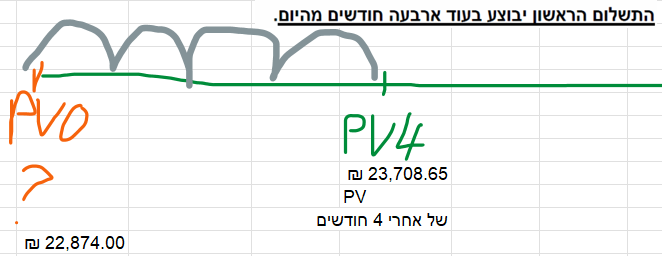 התשלום הראשון יבוצע בעוד ארבעה חודשים מהיום.
PV0
?
PV4
23,708.65 ₪
PV
של אחרי 4 חודשים
22,874.00 ₪